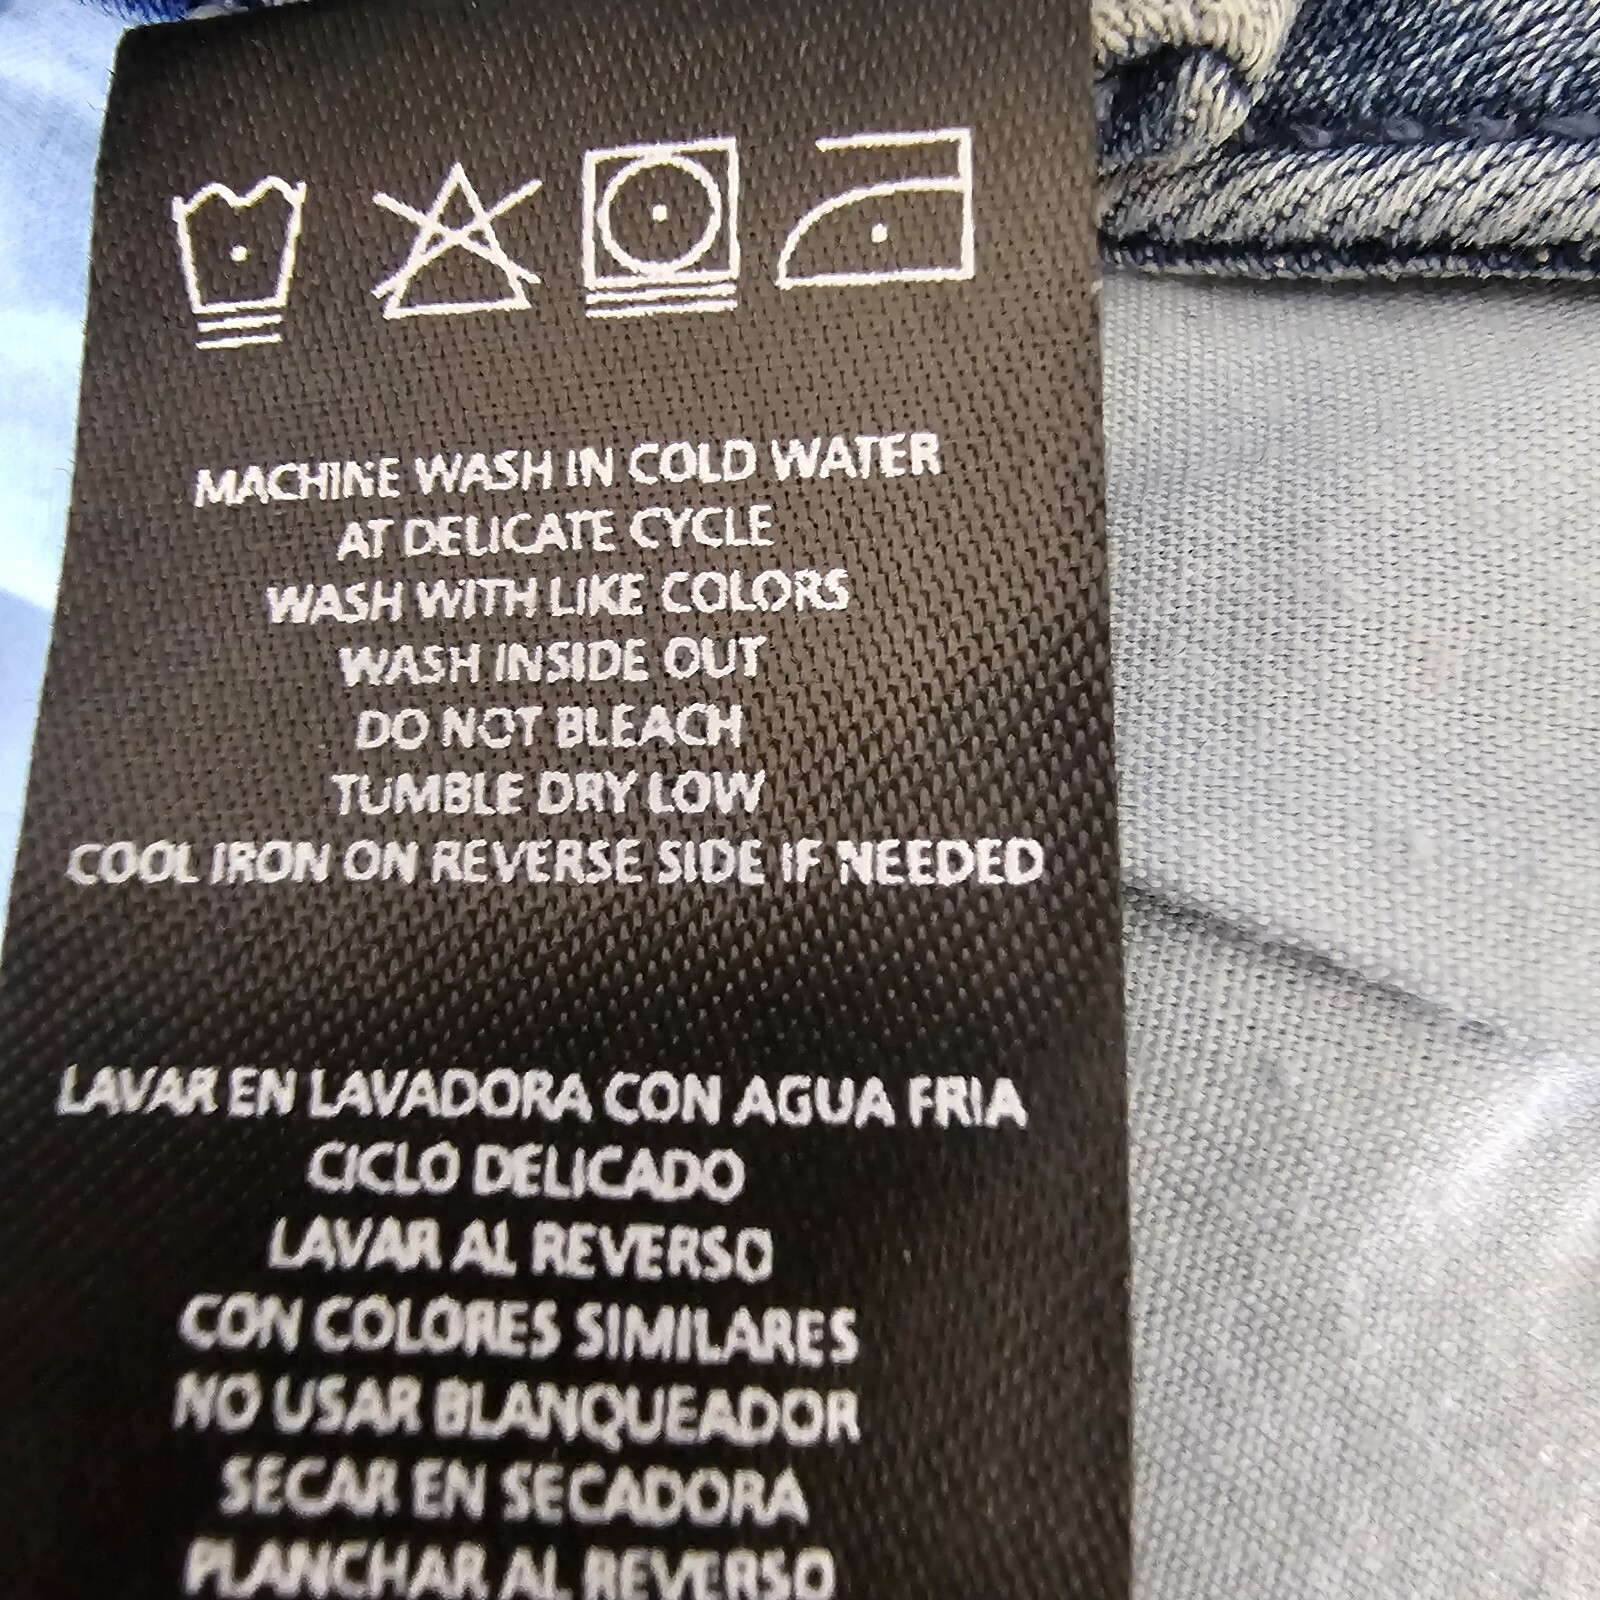 MACHINE WASH IN COLD WATER
AT DELICATE CYCLE
WASH WITH LIKE COLORS
WASH INSIDE OUT
DO NOT BLEACH
TUMBLE DRY LOW
COOL IRON ON REVERSE SIDE IF NEEDED
LAVAR EN LAVADORA CON AGUA FRIA
CICLO DELICADO
LAVAR AL REVERSO
CON COLORES SIMILARES
NO USAR BLANQUEADOR
SECAR EN SECADORA
PLANCHAR AL REVERSO